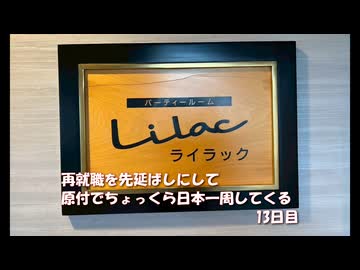 パーティールーム
Lilac
ライラック
再就職を先延ばしにして
原付でちょっくら日本一周してくる
13日目